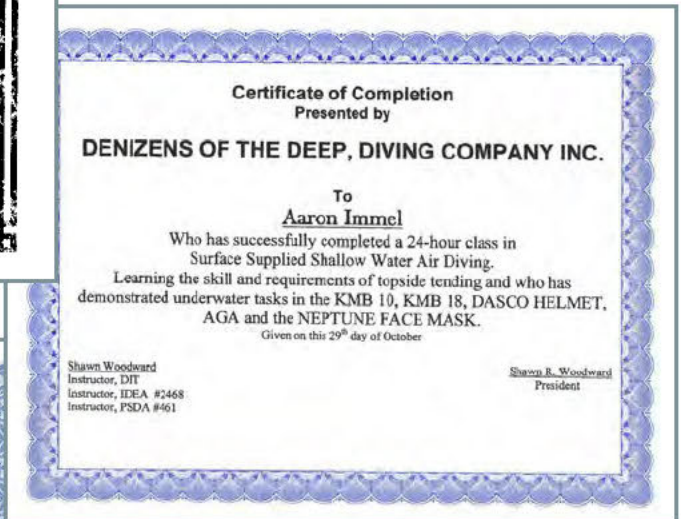 Certificate of Completion
Presented by
DENIZENS OF THE DEEP, DIVING COMPANY INC.
To
Aaron Immel
Who has successfully completed a 24-hour class in
Surface Supplied Shallow Water Air Diving.
Learning the skill and requirements of topside tending and who has
demonstrated underwater tasks in the KMB 10, KMB 18, DASCO HELMET,
AGA and the NEPTUNE FACE MASK.
Given on this 29th day of October
Shawn Woodward
Instructor, DIT
Instructor, IDEA #2468
Instructor, PSDA #461
Shawn R. Woodward
President